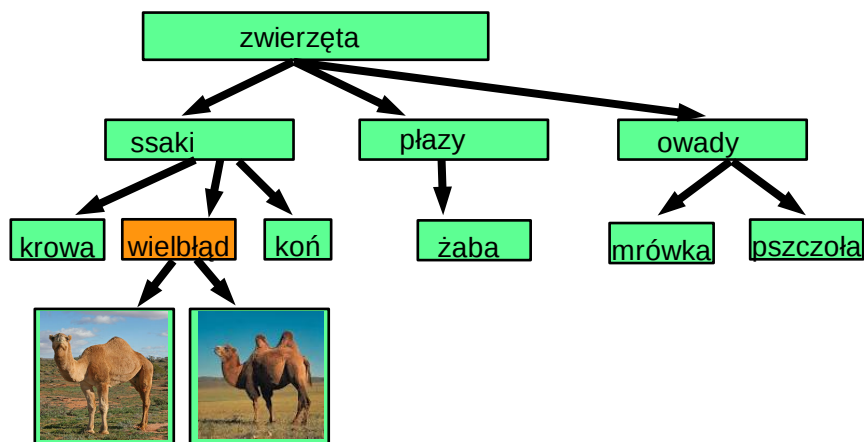 zwierzęta
ssaki
płazy
owady
krowa
wielbłąd
koń
żaba
mrówka
pszczoła